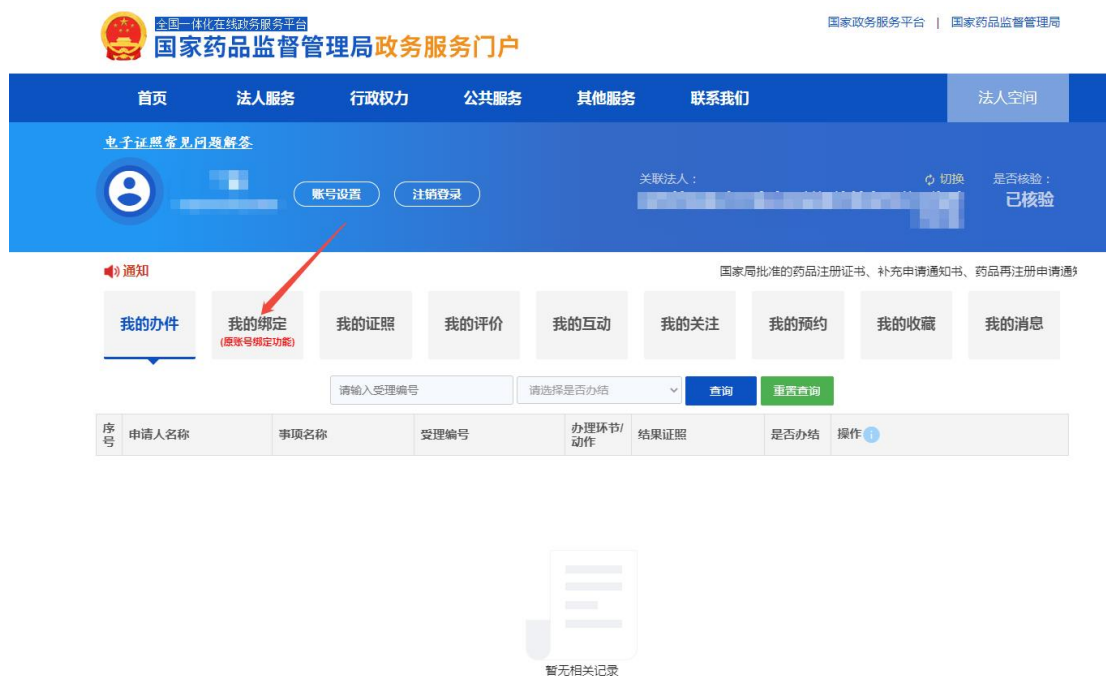 全国一体化在线政务服务平台
国家药品监督管理局政务服务门户
国家政务服务平台 | 国家药品监督管理局
首页 法人服务 行政权力 公共服务 其他服务 联系我们 法人空间
电子证照常见问题解答
账号设置 注销登录
关联法人： 切换 是否核验：
已核验
通知 国家局批准的药品注册证书、补充申请通知书、药品再注册申请通
我的办件 我的绑定 我的证照 我的评价 我的互动 我的关注 我的预约 我的收藏 我的消息
(原账号绑定功能)
请输入受理编号 请选择是否办结 查询 重置查询
序号 申请人名称 事项名称 受理编号 办理环节/动作 结果证照 是否办结 操作
暂无相关记录